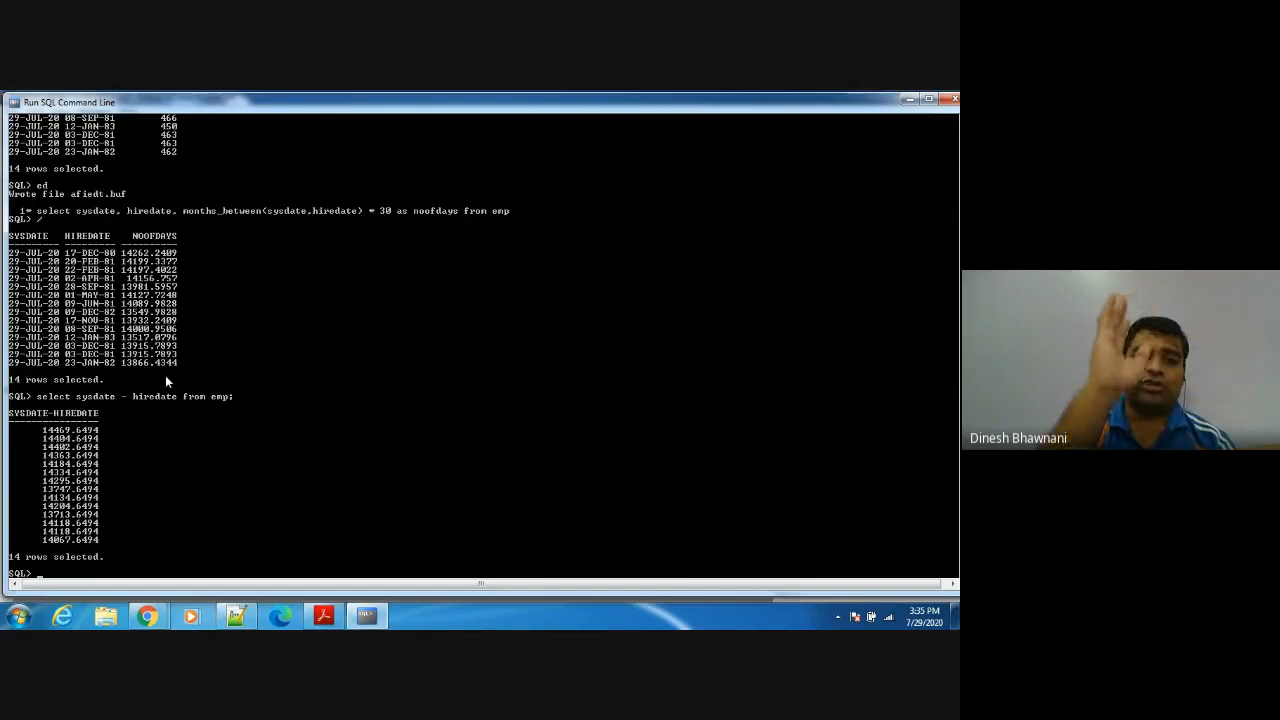 Run SQL Command Line
29-JUL-20 08-SEP-81 466
29-JUL-20 12-JAN-83 450
29-JUL-20 03-DEC-81 463
29-JUL-20 03-DEC-81 463
29-JUL-20 23-JAN-82 462
14 rows selected.
SQL> ed
Wrote file afiedt.buf
1* select sysdate, hiredate, months_between(sysdate,hiredate) * 30 as noofdays from emp
SQL> /
SYSDATE HIREDATE NOOFDAYS
--------- --------- ----------
29-JUL-20 17-DEC-80 14262.2409
29-JUL-20 20-FEB-81 14199.3377
29-JUL-20 22-FEB-81 14197.4022
29-JUL-20 02-APR-81 14156.757
29-JUL-20 28-SEP-81 13981.5957
29-JUL-20 01-MAY-81 14127.7248
29-JUL-20 09-JUN-81 14089.9828
29-JUL-20 09-DEC-82 13549.9828
29-JUL-20 17-NOV-81 13932.2409
29-JUL-20 08-SEP-81 14000.9506
29-JUL-20 12-JAN-83 13517.0796
29-JUL-20 03-DEC-81 13915.7893
29-JUL-20 03-DEC-81 13915.7893
29-JUL-20 23-JAN-82 13866.4344
14 rows selected.
SQL> select sysdate - hiredate from emp;
SYSDATE-HIREDATE
----------------
14469.6494
14404.6494
14402.6494
14363.6494
14184.6494
14334.6494
14295.6494
13747.6494
14134.6494
14204.6494
13713.6494
14118.6494
14118.6494
14067.6494
14 rows selected.
SQL> _
3:35 PM
7/29/2020
Dinesh Bhawnani